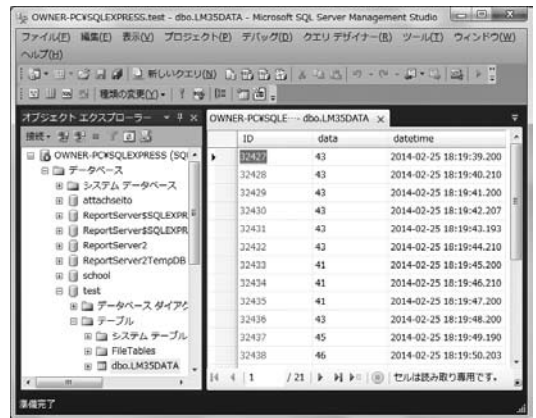 OWNER-PC¥SQLEXPRESS.test - dbo.LM35DATA - Microsoft SQL Server Management Studio
ファイル(F) 編集(E) 表示(V) プロジェクト(P) デバッグ(D) クエリ デザイナー(R) ツール(T) ウィンドウ(W)
ヘルプ(H)
新しいクエリ(N)
種類の変更(Y)
オブジェクト エクスプローラー
OWNER-PC¥SQLE... - dbo.LM35DATA
接続
OWNER-PC¥SQLEXPRESS (SQL
データベース
システム データベース
attachseito
ReportServer$SQLEXPR
ReportServer$SQLEXPR
ReportServer2
ReportServer2TempDB
school
test
データベース ダイアグ
テーブル
システム テーブル
FileTables
dbo.LM35DATA
ID data datetime
32427 43 2014-02-25 18:19:39.200
32428 43 2014-02-25 18:19:40.210
32429 43 2014-02-25 18:19:41.200
32430 43 2014-02-25 18:19:42.207
32431 43 2014-02-25 18:19:43.193
32432 43 2014-02-25 18:19:44.210
32433 41 2014-02-25 18:19:45.200
32434 41 2014-02-25 18:19:46.210
32435 41 2014-02-25 18:19:47.200
32436 43 2014-02-25 18:19:48.200
32437 45 2014-02-25 18:19:49.190
32438 46 2014-02-25 18:19:50.203
1 / 21 セルは読み取り専用です。
準備完了